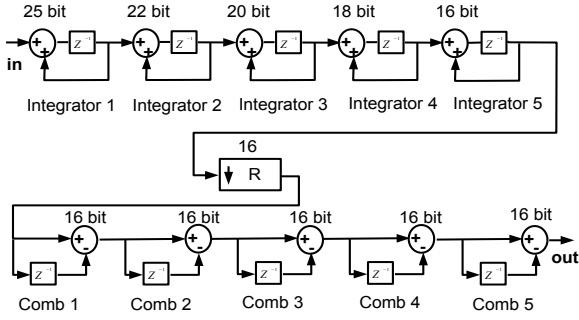 25 bit 22 bit 20 bit 18 bit 16 bit
+ + z⁻¹ + + z⁻¹ + + z⁻¹ + + z⁻¹ + + z⁻¹
in
Integrator 1 Integrator 2 Integrator 3 Integrator 4 Integrator 5
16
R
16 bit 16 bit 16 bit 16 bit 16 bit
+ - + - + - + - + -
out
z⁻¹ z⁻¹ z⁻¹ z⁻¹ z⁻¹
Comb 1 Comb 2 Comb 3 Comb 4 Comb 5